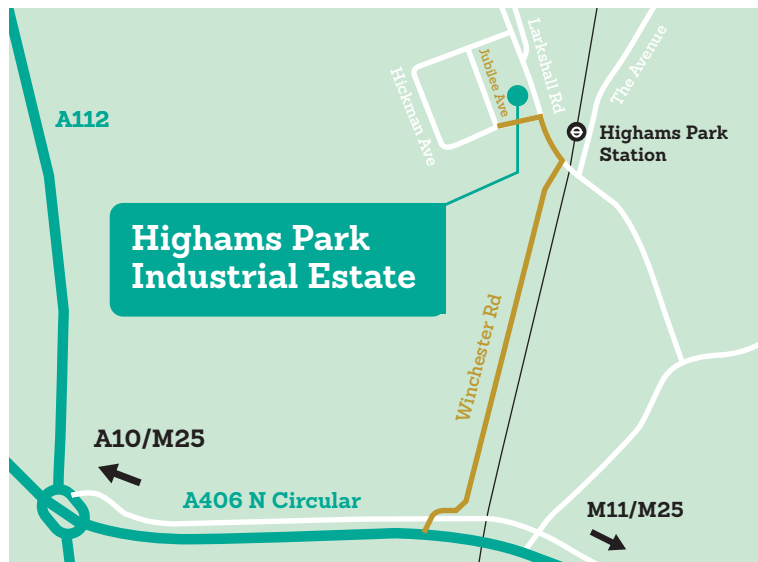 Larkshall Rd
The Avenue
Jubilee Ave
Hickman Ave
A112
Highams Park
Station
Highams Park
Industrial Estate
Winchester Rd
A10/M25
A406 N Circular
M11/M25